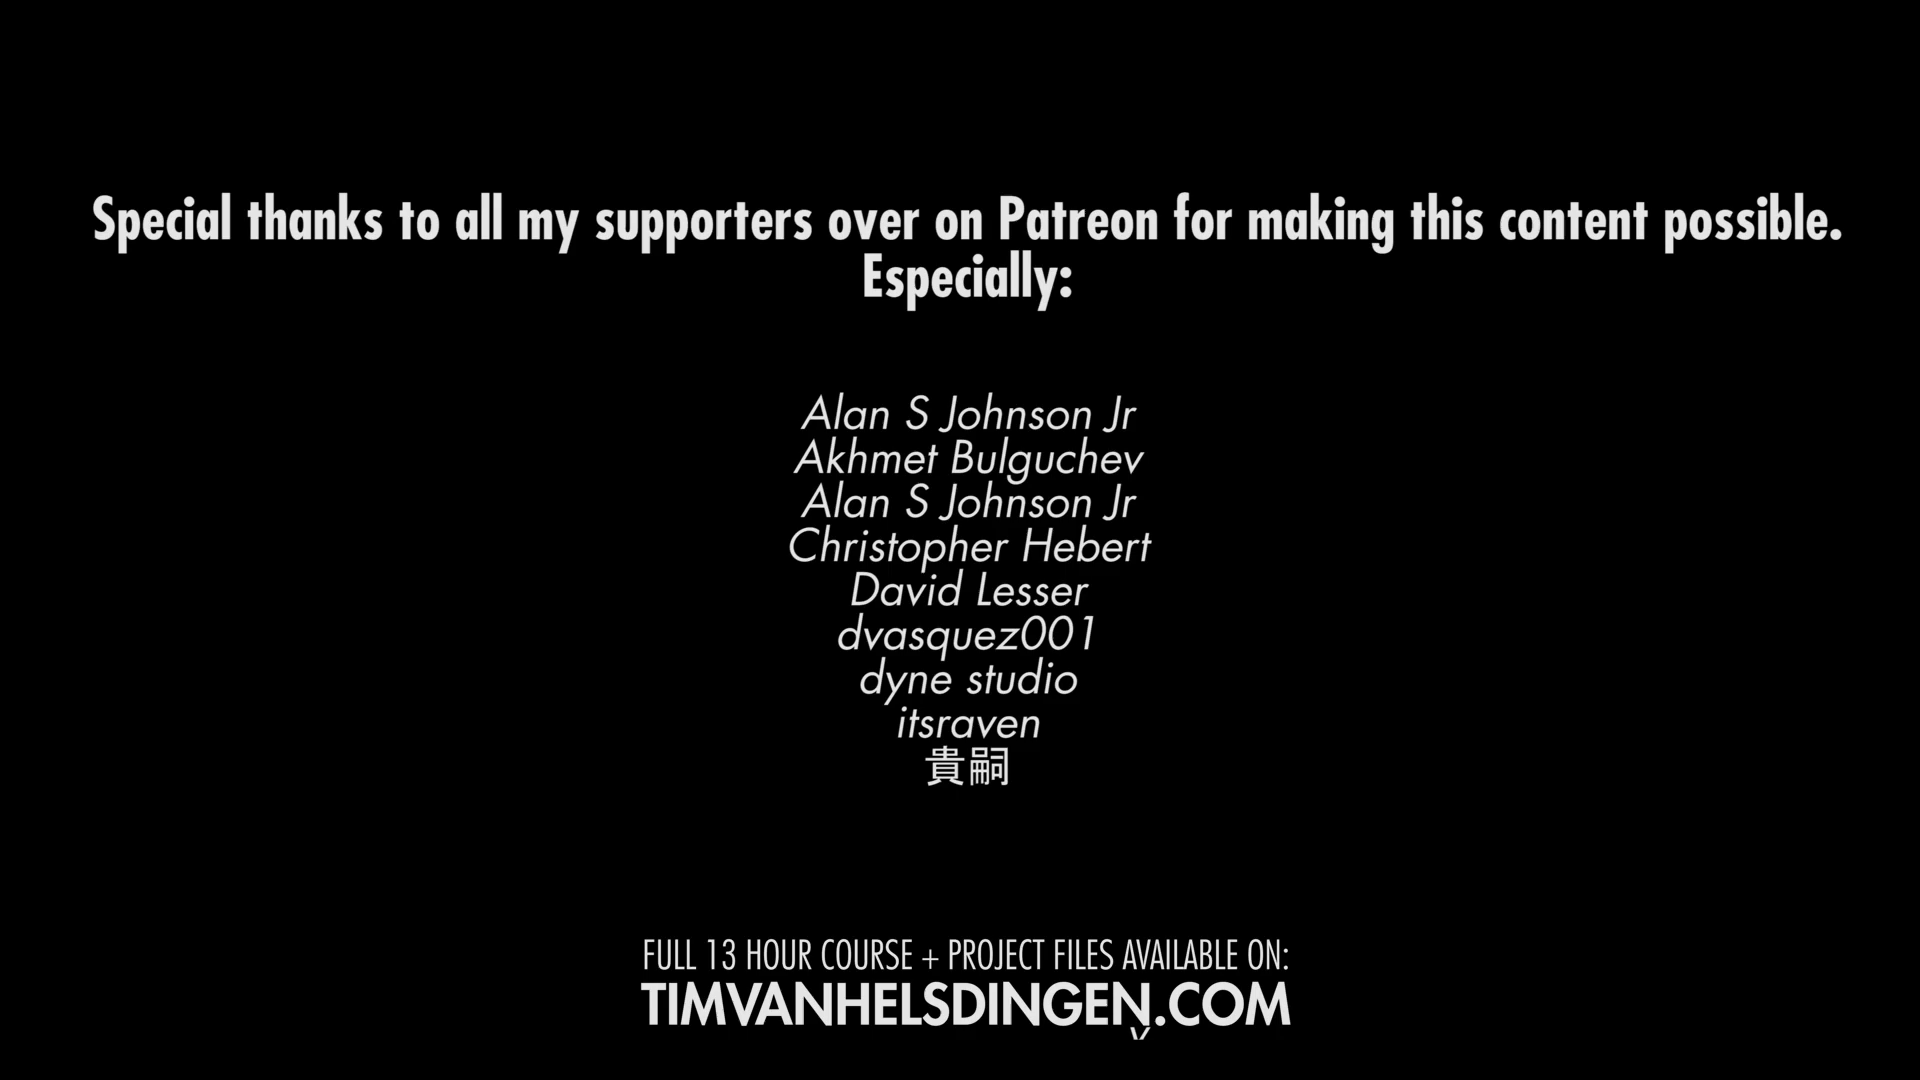 Special thanks to all my supporters over on Patreon for making this content possible.
Especially:
Alan S Johnson Jr
Akhmet Bulguchev
Alan S Johnson Jr
Christopher Hebert
David Lesser
dvasquez001
dyne studio
itsraven
貴嗣
FULL 13 HOUR COURSE + PROJECT FILES AVAILABLE ON:
TIMVANHELSDINGEN.COM